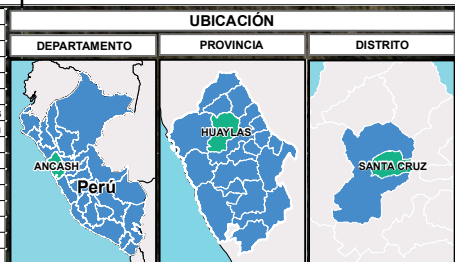 UBICACIÓN
DEPARTAMENTO
PROVINCIA
DISTRITO
ANCASH
Perú
HUAYLAS
SANTA CRUZ